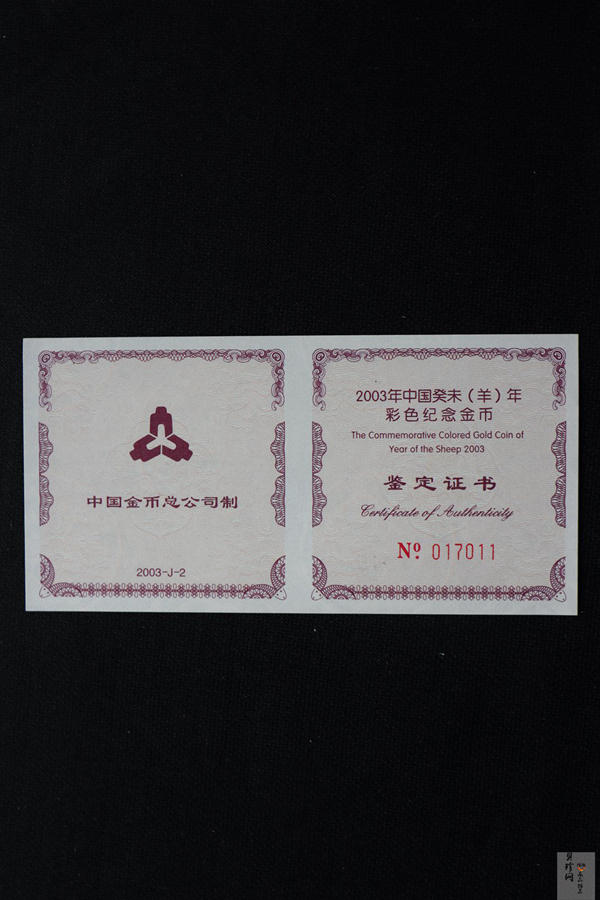 中国金币总公司制
2003-J-2
2003年中国癸未（羊）年
彩色纪念金币
The Commemorative Colored Gold Coin of
Year of the Sheep 2003
鉴定证书
Certificate of Authenticity
Nº 017011